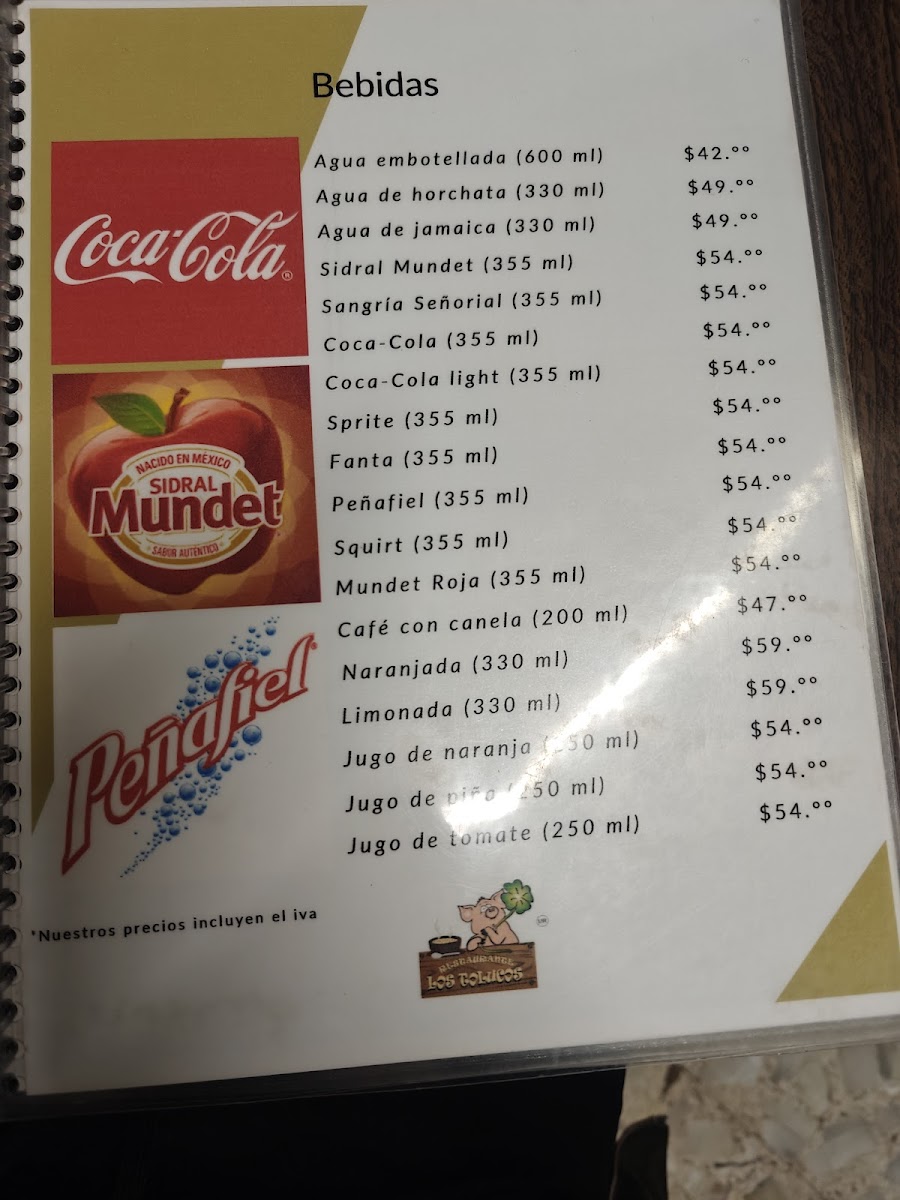 Bebidas
Agua embotellada (600 ml) $42.ºº
Agua de horchata (330 ml) $49.ºº
Agua de jamaica (330 ml) $49.ºº
Sidral Mundet (355 ml) $54.ºº
Sangría Señorial (355 ml) $54.ºº
Coca-Cola (355 ml) $54.ºº
Coca-Cola light (355 ml) $54.ºº
Sprite (355 ml) $54.ºº
Fanta (355 ml) $54.ºº
Peñafiel (355 ml) $54.ºº
Squirt (355 ml) $54.ºº
Mundet Roja (355 ml) $54.ºº
Café con canela (200 ml) $47.ºº
Naranjada (330 ml) $59.ºº
Limonada (330 ml) $59.ºº
Jugo de naranja (250 ml) $54.ºº
Jugo de piña (250 ml) $54.ºº
Jugo de tomate (250 ml) $54.ºº
Coca-Cola®
NACIDO EN MÉXICO
SIDRAL
Mundet
SABOR AUTÉNTICO
Peñafiel
*Nuestros precios incluyen el iva
RESTAURANTE
LOS TOLUCOS